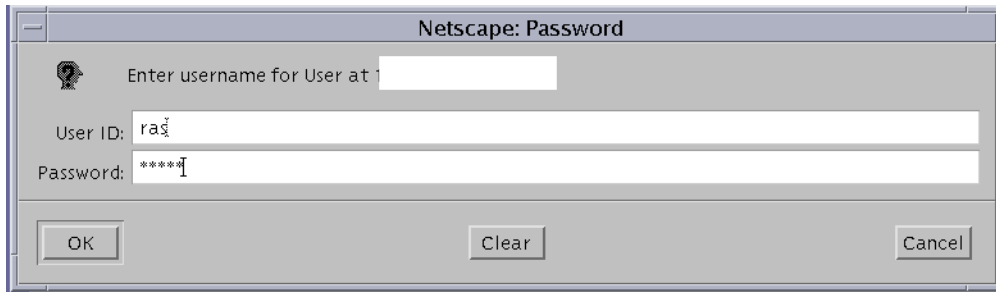 Netscape: Password
Enter username for User at
User ID: ras
Password: *****
OK Clear Cancel